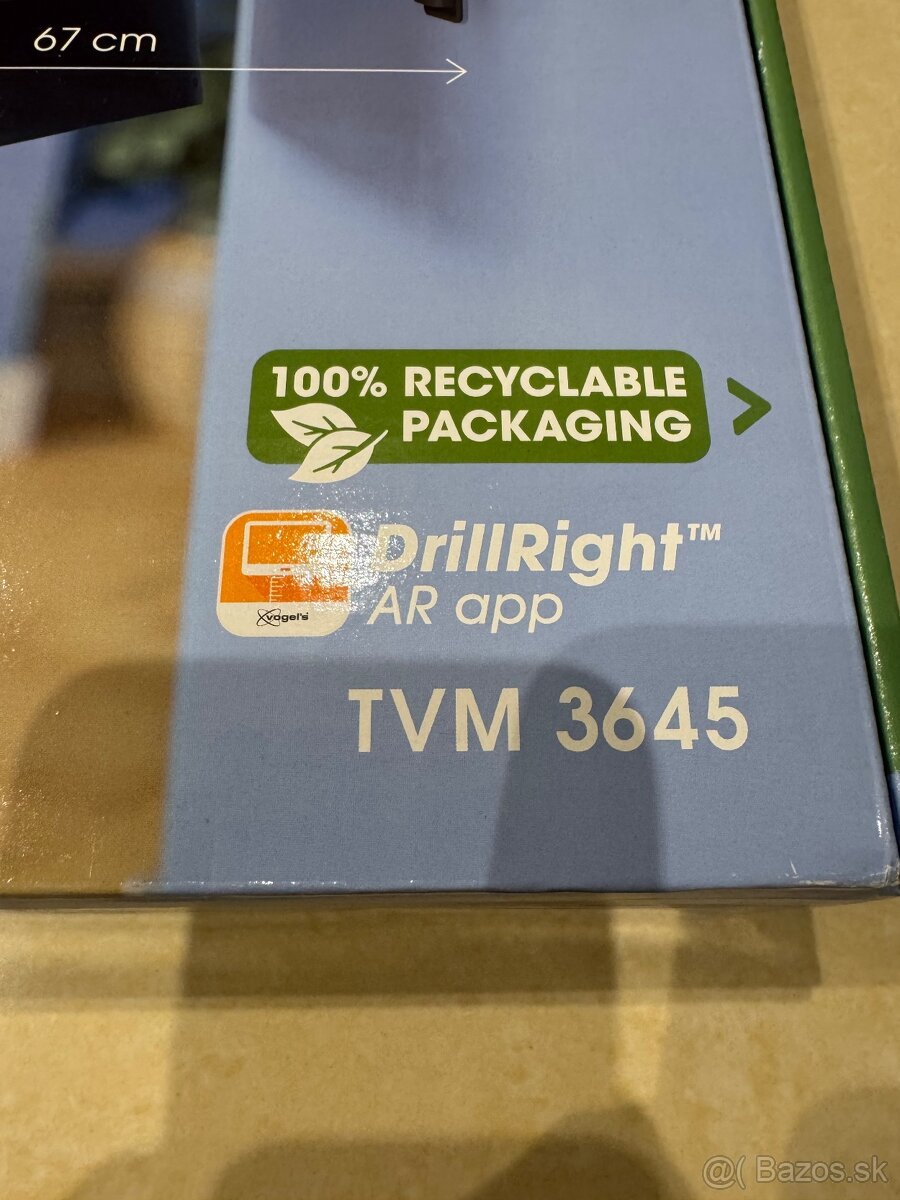 67 cm
100% RECYCLABLE
PACKAGING
DrillRight™
AR app
vogel's
TVM 3645
@( Bazos.sk